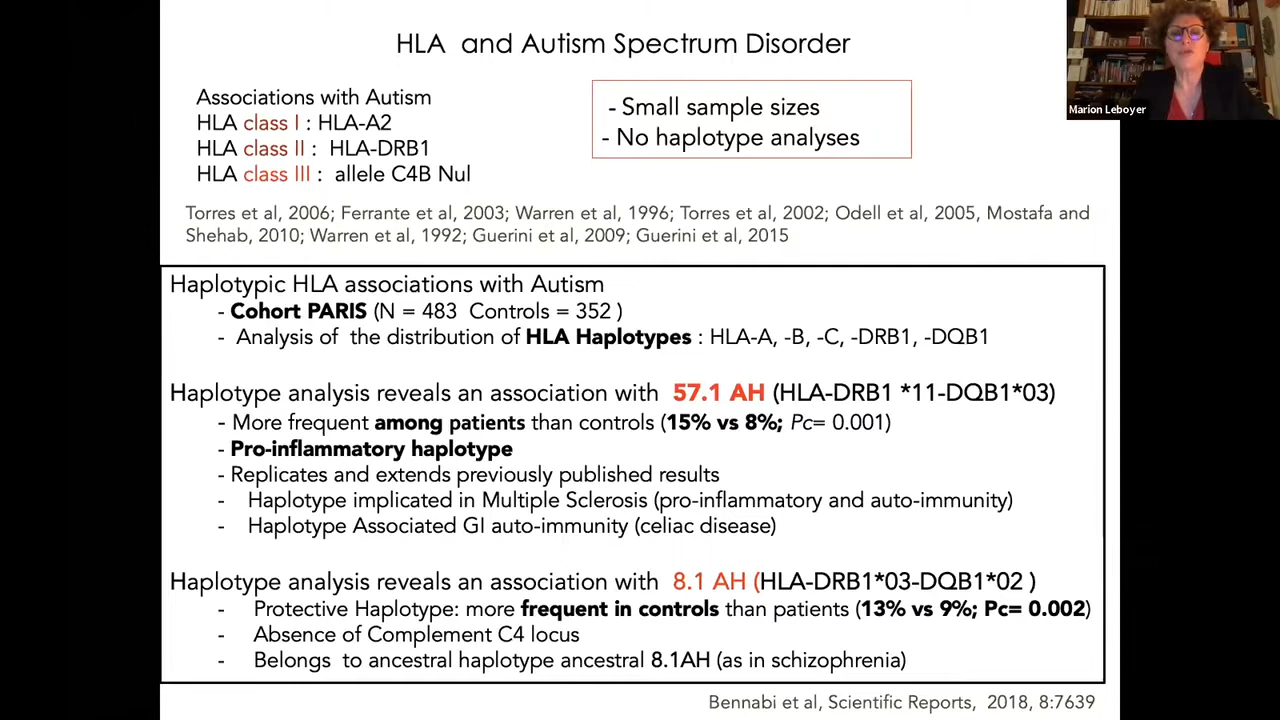 HLA and Autism Spectrum Disorder
Associations with Autism
HLA class I : HLA-A2
HLA class II : HLA-DRB1
HLA class III : allele C4B Nul
- Small sample sizes
- No haplotype analyses
Marion Leboyer
Torres et al, 2006; Ferrante et al, 2003; Warren et al, 1996; Torres et al, 2002; Odell et al, 2005, Mostafa and
Shehab, 2010; Warren et al, 1992; Guerini et al, 2009; Guerini et al, 2015
Haplotypic HLA associations with Autism
- Cohort PARIS (N = 483 Controls = 352 )
- Analysis of the distribution of HLA Haplotypes : HLA-A, -B, -C, -DRB1, -DQB1
Haplotype analysis reveals an association with 57.1 AH (HLA-DRB1 *11-DQB1*03)
- More frequent among patients than controls (15% vs 8%; Pc= 0.001)
- Pro-inflammatory haplotype
- Replicates and extends previously published results
- Haplotype implicated in Multiple Sclerosis (pro-inflammatory and auto-immunity)
- Haplotype Associated GI auto-immunity (celiac disease)
Haplotype analysis reveals an association with 8.1 AH (HLA-DRB1*03-DQB1*02 )
- Protective Haplotype: more frequent in controls than patients (13% vs 9%; Pc= 0.002)
- Absence of Complement C4 locus
- Belongs to ancestral haplotype ancestral 8.1AH (as in schizophrenia)
Bennabi et al, Scientific Reports, 2018, 8:7639